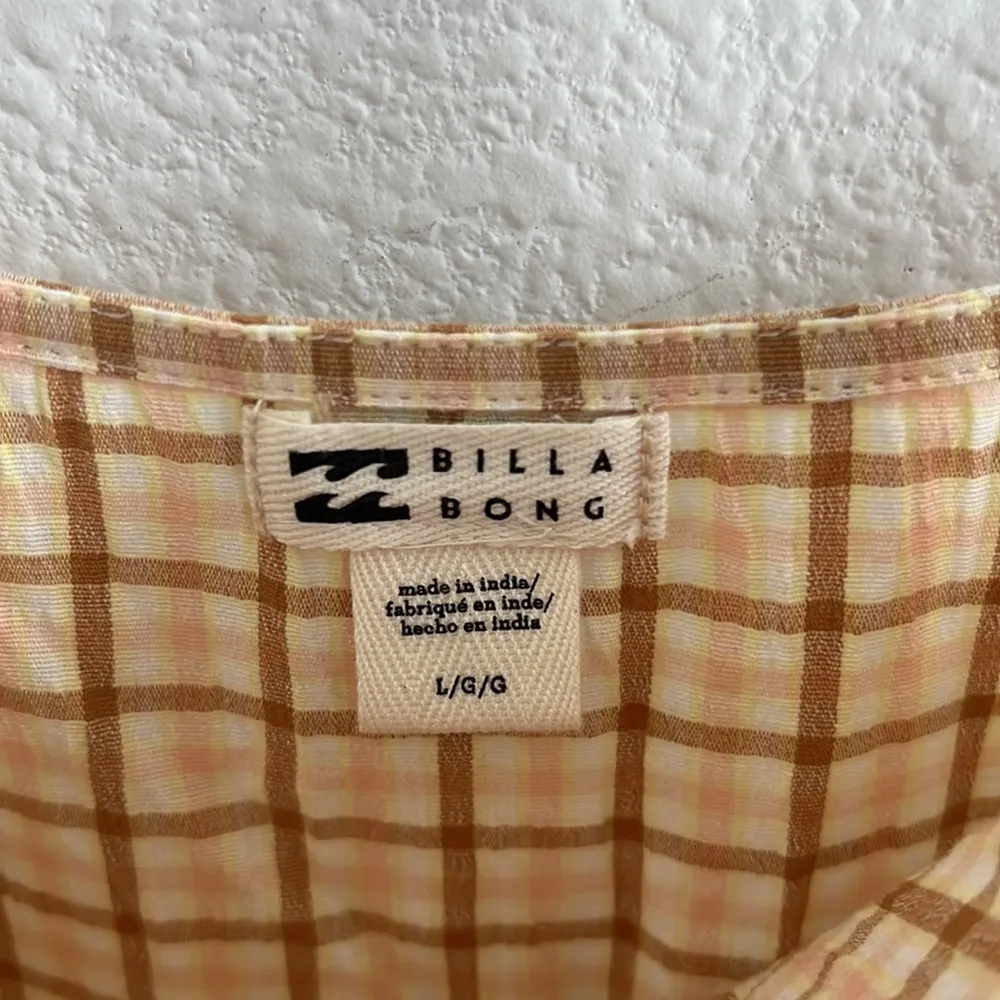 BILLA
BONG
made in india/
fabriqué en inde/
hecho en india
L/G/G